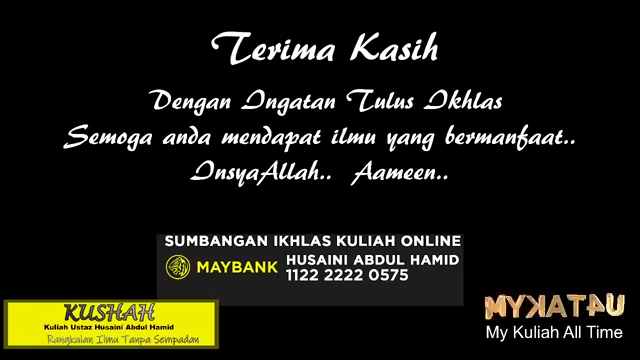 Terima Kasih
Dengan Ingatan Tulus Ikhlas
Semoga anda mendapat ilmu yang bermanfaat..
InsyaAllah.. Aameen..
SUMBANGAN IKHLAS KULIAH ONLINE
MAYBANK
HUSAINI ABDUL HAMID
1122 2222 0575
KUSHAH
Kuliah Ustaz Husaini Abdul Hamid
Rangkaian Ilmu Tanpa Sempadan
MYKAT4U
My Kuliah All Time